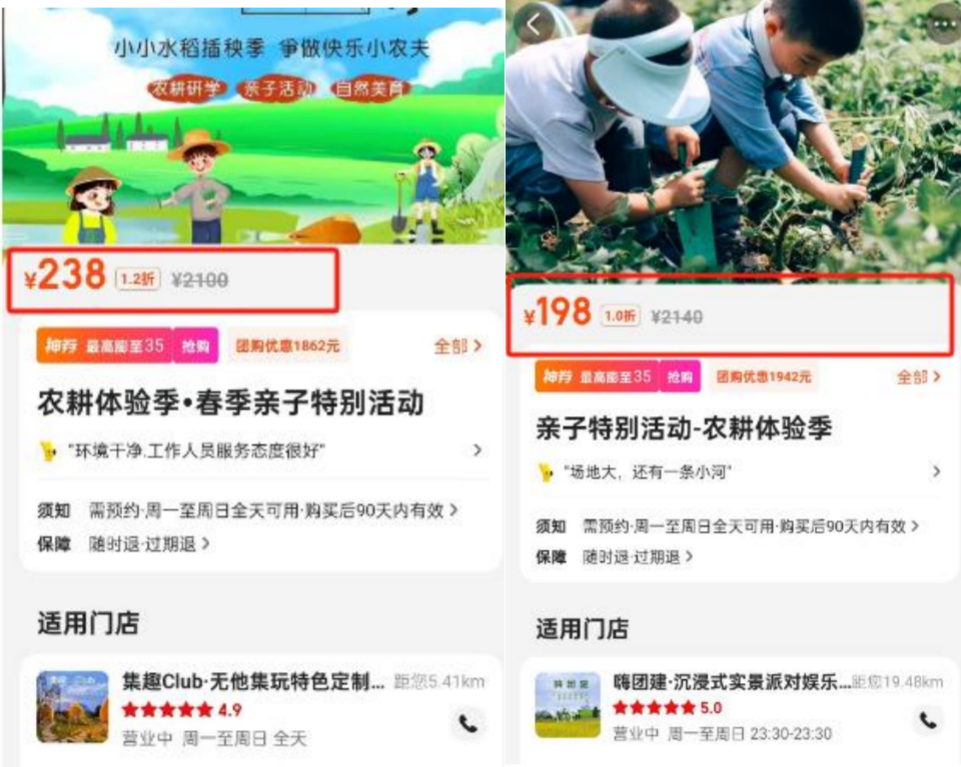 小小水稻插秧季 争做快乐小农夫
农耕研学 亲子活动 自然美育
¥238 1.2折 ¥2100
神荐 最高膨至35 抢购 团购优惠1862元 全部 >
农耕体验季•春季亲子特别活动
"环境干净.工作人员服务态度很好" >
须知 需预约·周一至周日全天可用·购买后90天内有效 >
保障 随时退·过期退 >
适用门店
集趣Club·无他集玩特色定制... 距您5.41km
4.9
营业中 周一至周日 全天
¥198 1.0折 ¥2140
神荐 最高膨至35 抢购 团购优惠1942元 全部 >
亲子特别活动-农耕体验季
"场地大，还有一条小河" >
须知 需预约·周一至周日全天可用·购买后90天内有效 >
保障 随时退·过期退 >
适用门店
嗨团建
嗨团建·沉浸式实景派对娱乐... 距您19.48km
5.0
营业中 周一至周日 23:30-23:30